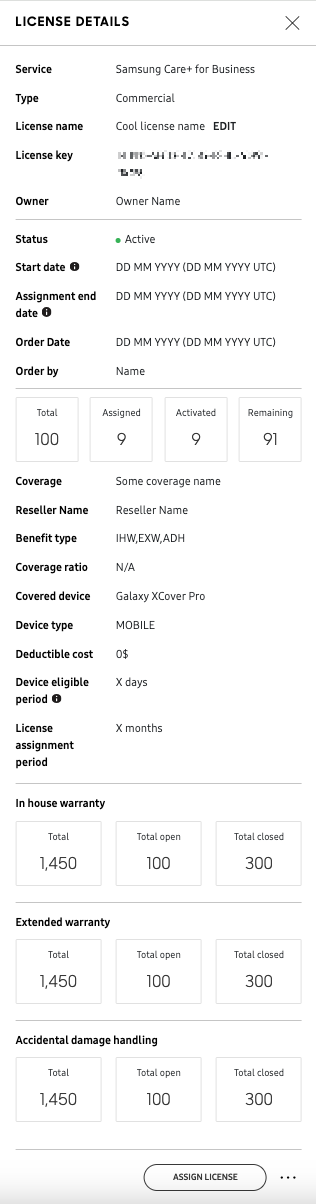 LICENSE DETAILS
Service Samsung Care+ for Business
Type Commercial
License name Cool license name EDIT
License key
Owner Owner Name
Status Active
Start date DD MM YYYY (DD MM YYYY UTC)
Assignment end DD MM YYYY (DD MM YYYY UTC)
date
Order Date DD MM YYYY (DD MM YYYY UTC)
Order by Name
Total Assigned Activated Remaining
100 9 9 91
Coverage Some coverage name
Reseller Name Reseller Name
Benefit type IHW,EXW,ADH
Coverage ratio N/A
Covered device Galaxy XCover Pro
Device type MOBILE
Deductible cost 0$
Device eligible X days
period
License X months
assignment
period
In house warranty
Total Total open Total closed
1,450 100 300
Extended warranty
Total Total open Total closed
1,450 100 300
Accidental damage handling
Total Total open Total closed
1,450 100 300
ASSIGN LICENSE